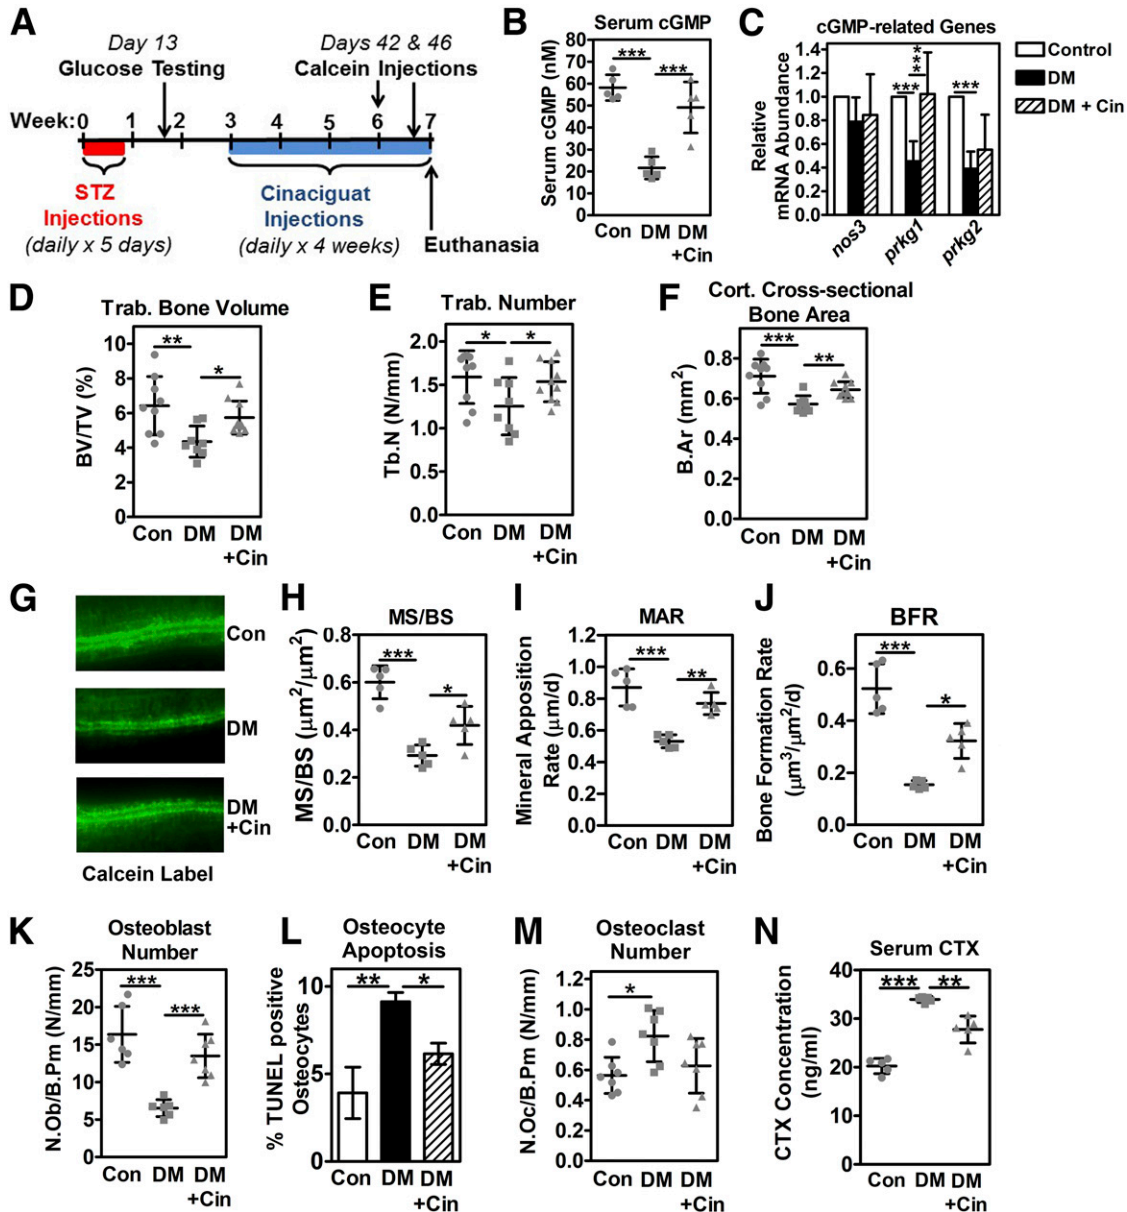 A
Day 13
Glucose Testing
Days 42 & 46
Calcein Injections
Week: 0 1 2 3 4 5 6 7
STZ
Injections
(daily x 5 days)
Cinaciguat
Injections
(daily x 4 weeks)
Euthanasia
B
Serum cGMP
Serum cGMP (nM)
80
70
60
50
40
30
20
10
0
*** ***
Con DM DM
+Cin
C
cGMP-related Genes
Relative
mRNA Abundance
1.4
1.2
1.0
0.8
0.6
0.4
0.2
0.0
*** *** ***
nos3 prkg1 prkg2
Control
DM
DM + Cin
D
Trab. Bone Volume
BV/TV (%)
10
8
6
4
2
0
** *
Con DM DM
+Cin
E
Trab. Number
Tb.N (N/mm)
2.0
1.5
1.0
0.5
0.0
* *
Con DM DM
+Cin
F
Cort. Cross-sectional
Bone Area
B.Ar (mm²)
0.8
0.6
0.4
0.2
0.0
*** **
Con DM DM
+Cin
G
Con
DM
DM
+Cin
Calcein Label
H
MS/BS
MS/BS (μm²/μm²)
0.8
0.6
0.4
0.2
0.0
*** *
Con DM DM
+Cin
I
MAR
Mineral Apposition
Rate (μm/d)
1.2
1.0
0.8
0.6
0.4
0.2
0.0
*** **
Con DM DM
+Cin
J
BFR
Bone Formation Rate
(μm³/μm²/d)
0.6
0.4
0.2
0.0
*** *
Con DM DM
+Cin
K
Osteoblast
Number
N.Ob/B.Pm (N/mm)
25
20
15
10
5
0
*** ***
Con DM DM
+Cin
L
Osteocyte
Apoptosis
% TUNEL positive
Osteocytes
10
5
0
** *
Con DM DM
+Cin
M
Osteoclast
Number
N.Oc/B.Pm (N/mm)
1.2
1.0
0.8
0.6
0.4
0.2
0.0
*
Con DM DM
+Cin
N
Serum CTX
CTX Concentration
(ng/ml)
40
30
20
10
0
*** **
Con DM DM
+Cin